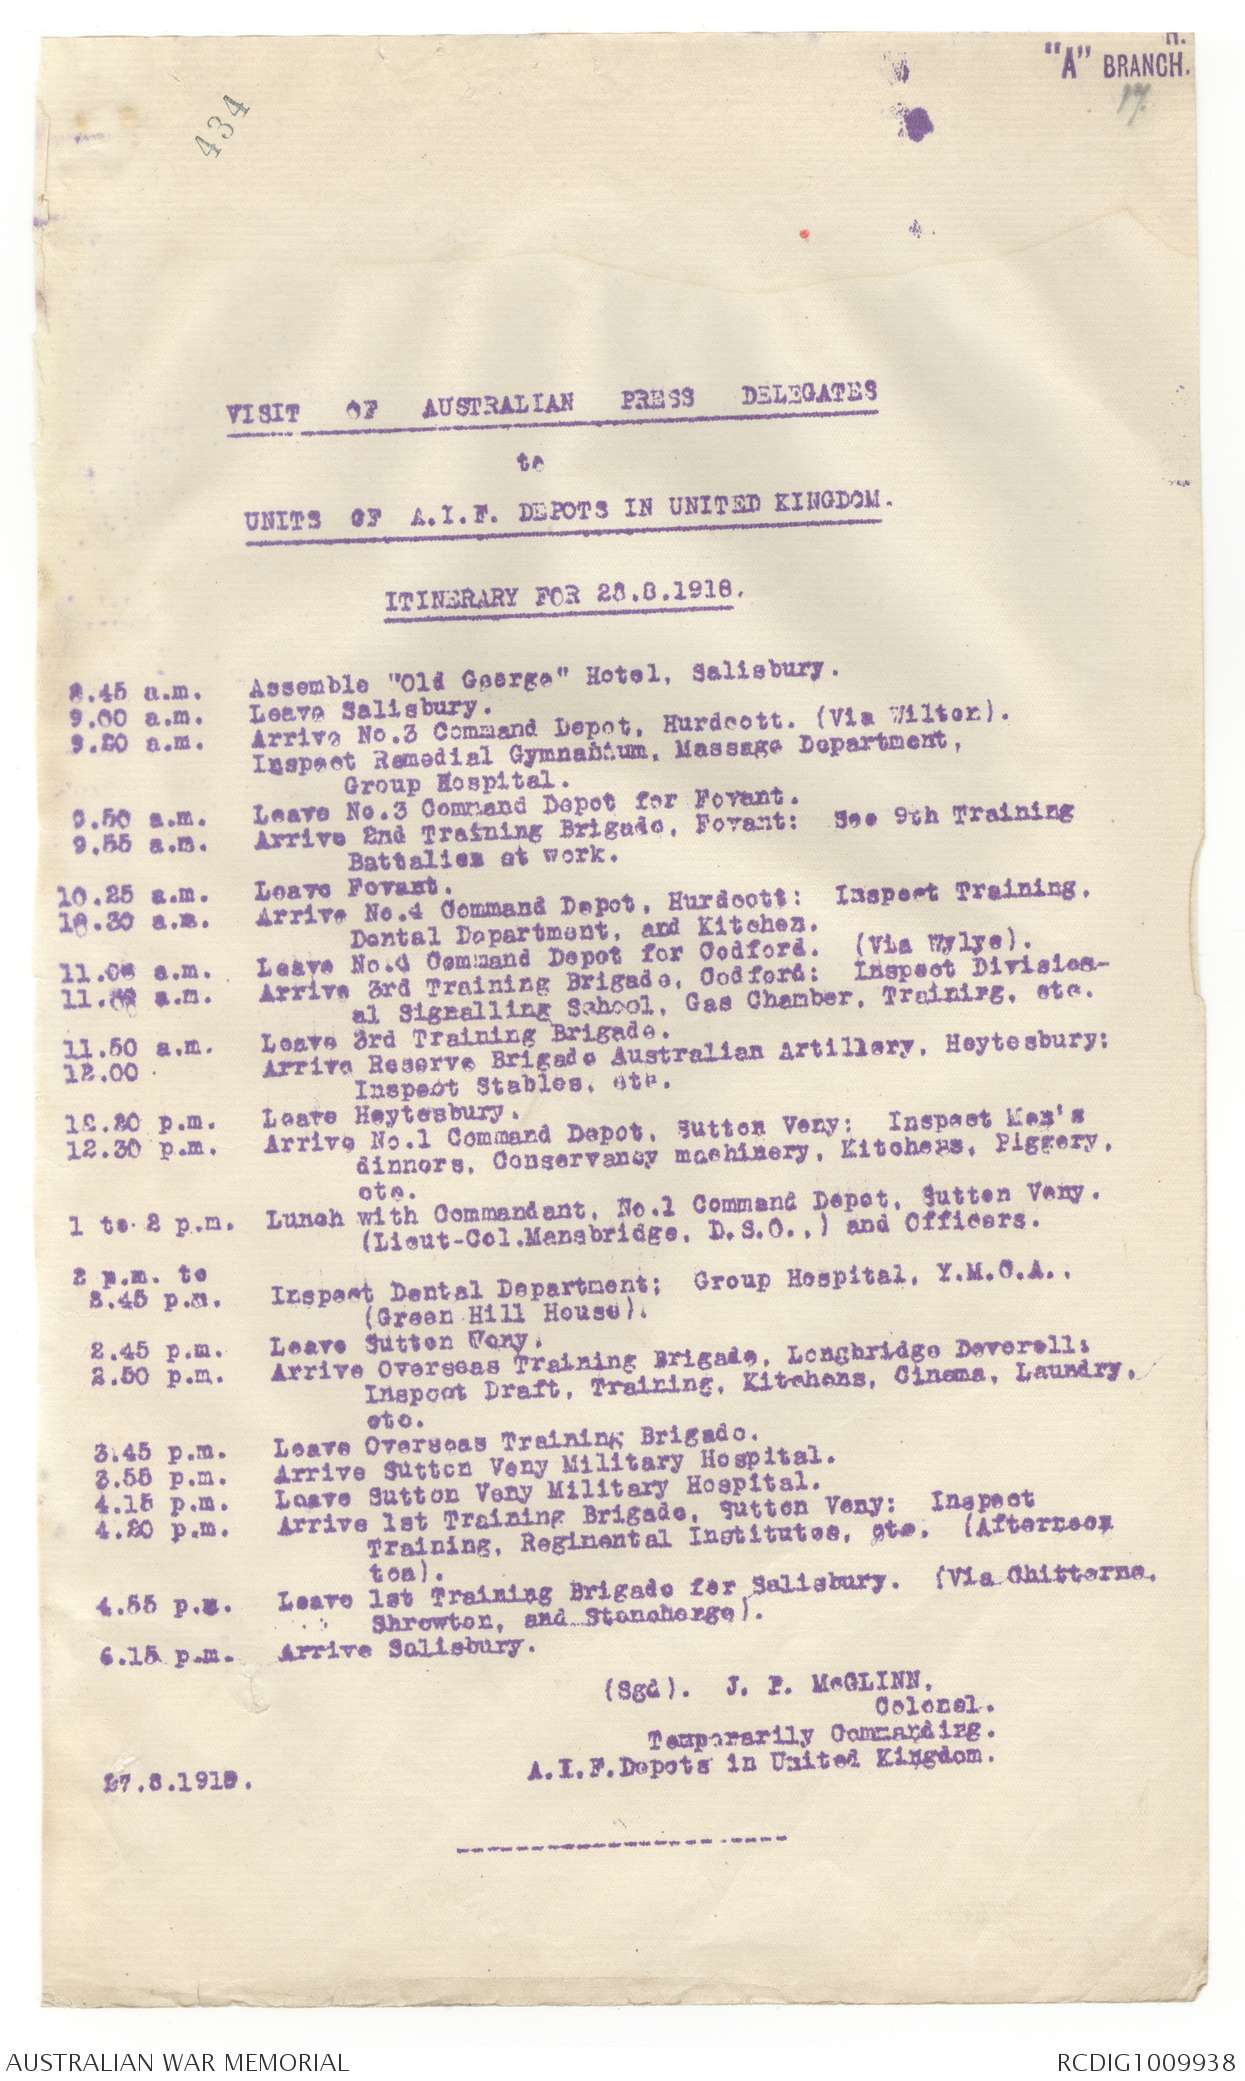 "A" BRANCH.
17.
434
VISIT OF AUSTRALIAN PRESS DELEGATES
to
UNITS OF A.I.F. DEPOTS IN UNITED KINGDOM.
ITINERARY FOR 28.8.1918.
8.45 a.m. Assemble "Old George" Hotel, Salisbury.
9.00 a.m. Leave Salisbury.
9.20 a.m. Arrive No.3 Command Depot, Hurdcott. (Via Wilton).
Inspect Remedial Gymnasium, Massage Department,
Group Hospital.
9.50 a.m. Leave No.3 Command Depot for Fovant.
9.55 a.m. Arrive 2nd Training Brigade, Fovant: See 9th Training
Battalion at work.
10.25 a.m. Leave Fovant.
10.30 a.m. Arrive No.4 Command Depot, Hurdcott: Inspect Training,
Dental Department, and Kitchen.
a.m. Leave No.4 Command Depot for Codford. (Via Wylye).
a.m. Arrive 3rd Training Brigade, Codford: Inspect Division-
al Signalling School, Gas Chamber, Training, etc.
11.50 a.m. Leave 3rd Training Brigade.
12.00 Arrive Reserve Brigade Australian Artillery, Heytesbury:
Inspect Stables, etc.
12.20 p.m. Leave Heytesbury.
12.30 p.m. Arrive No.1 Command Depot, Sutton Veny: Inspect Men's
dinners, Conservancy machinery, Kitchens, Piggery,
etc.
1 to 2 p.m. Lunch with Commandant, No.1 Command Depot, Sutton Veny.
(Lieut-Col.Mansbridge, D.S.O.,) and Officers.
2 p.m. to
2.45 p.m. Inspect Dental Department; Group Hospital, Y.M.C.A.,
(Green Hill House).
2.45 p.m. Leave Sutton Veny.
2.50 p.m. Arrive Overseas Training Brigade, Longbridge Deverell:
Inspect Draft, Training, Kitchens, Cinema, Laundry,
etc.
3.45 p.m. Leave Overseas Training Brigade.
3.55 p.m. Arrive Sutton Veny Military Hospital.
4.15 p.m. Leave Sutton Veny Military Hospital.
4.20 p.m. Arrive 1st Training Brigade, Sutton Veny: Inspect
Training, Regimental Institutes, etc. (Afternoon
tea).
4.55 p.m. Leave 1st Training Brigade for Salisbury. (Via Chitterne,
Shrewton, and Stonehenge).
6.15 p.m. Arrive Salisbury.
(Sgd). J. P. McGLINN,
Colonel.
Temporarily Commanding.
A.I.F.Depots in United Kingdom.
27.8.1918.
AUSTRALIAN WAR MEMORIAL
RCDIG1009938